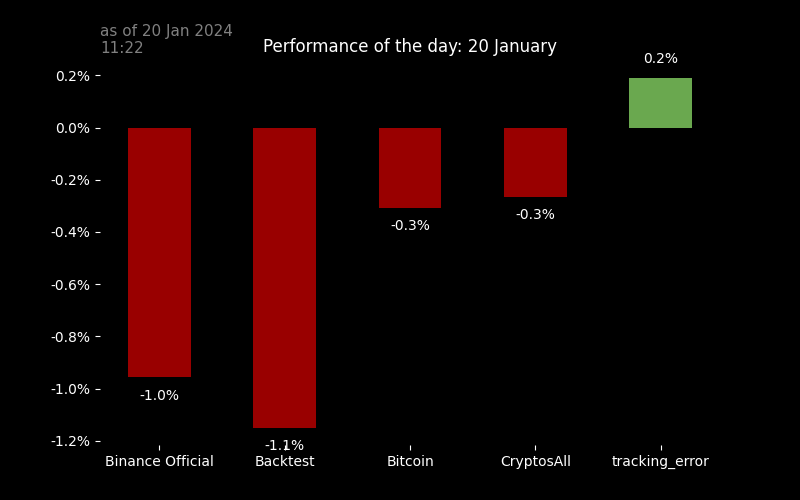 as of 20 Jan 2024
11:22
Performance of the day: 20 January
0.2%
0.2%
0.0%
-0.2%
-0.3%
-0.3%
-0.4%
-0.6%
-0.8%
-1.0%
-1.0%
-1.1%
-1.2%
Binance Official
Backtest
Bitcoin
CryptosAll
tracking_error